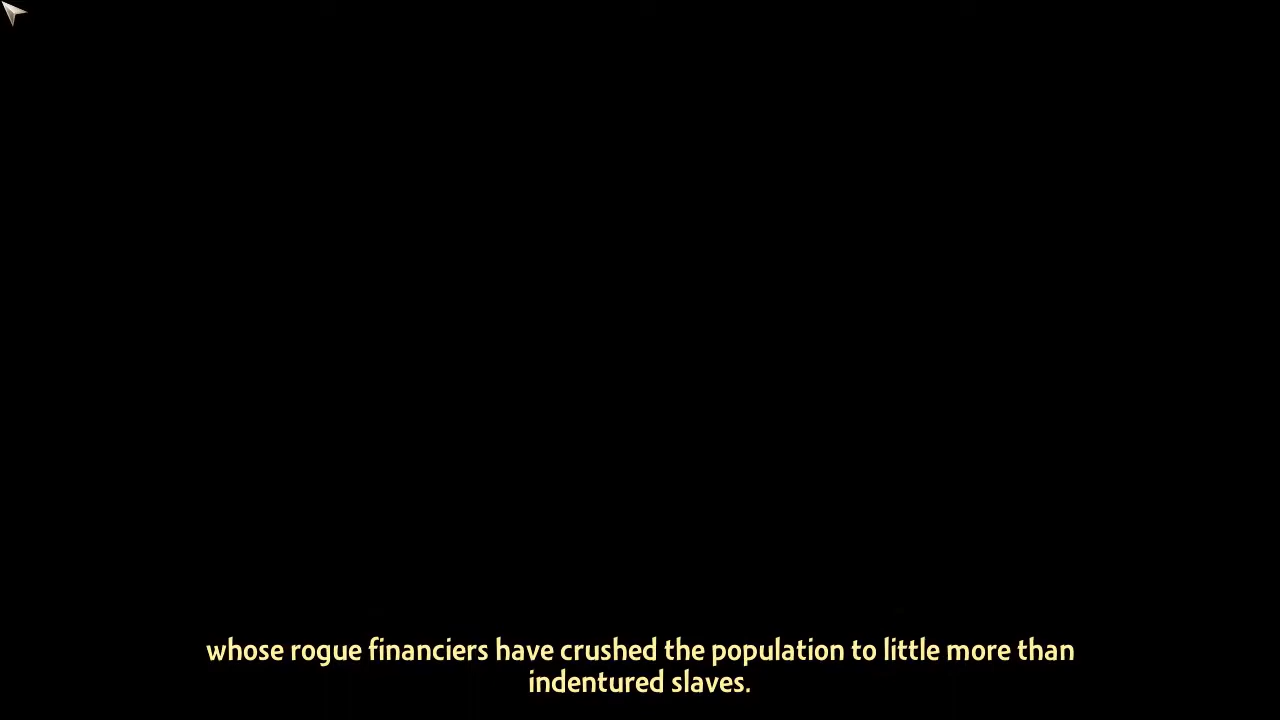 whose rogue financiers have crushed the population to little more than
indentured slaves.